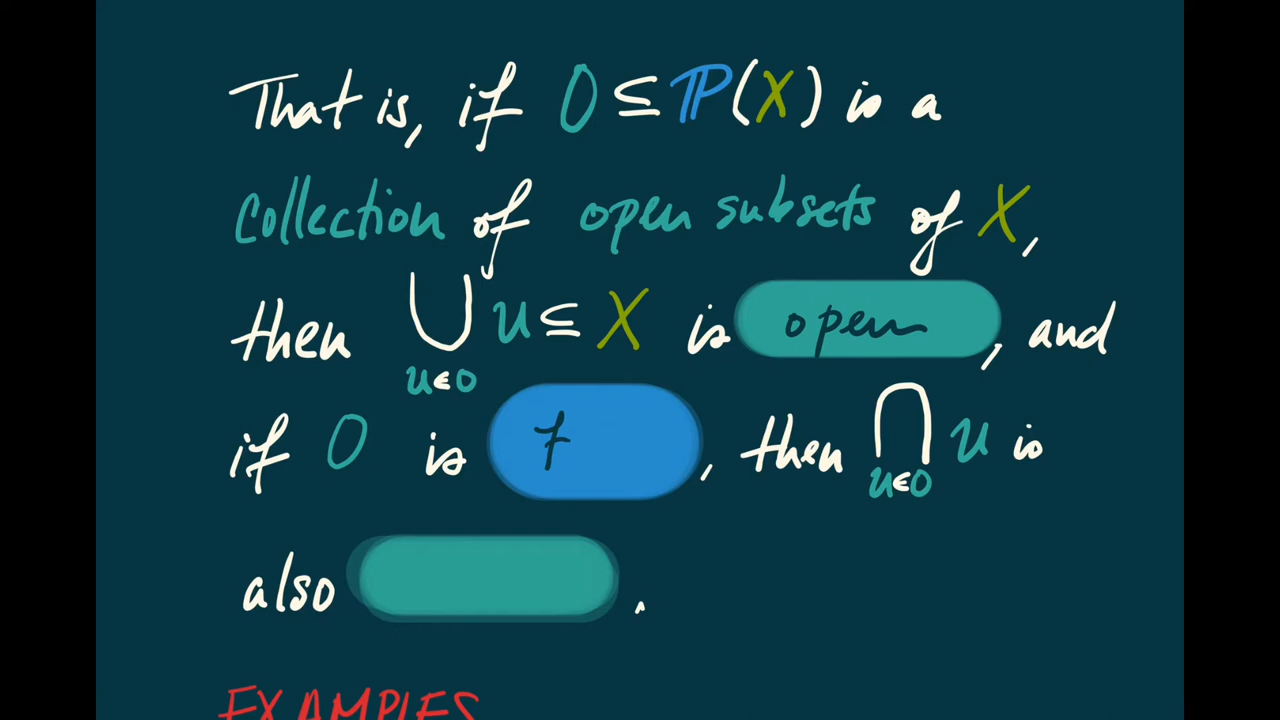 That is, if O ⊆ ℙ(X) is a
collection of open subsets of X,
then ⋃_{u∈O} u ⊆ X is open, and
if O is f , then ⋂_{u∈O} u is
also .
EXAMPLES